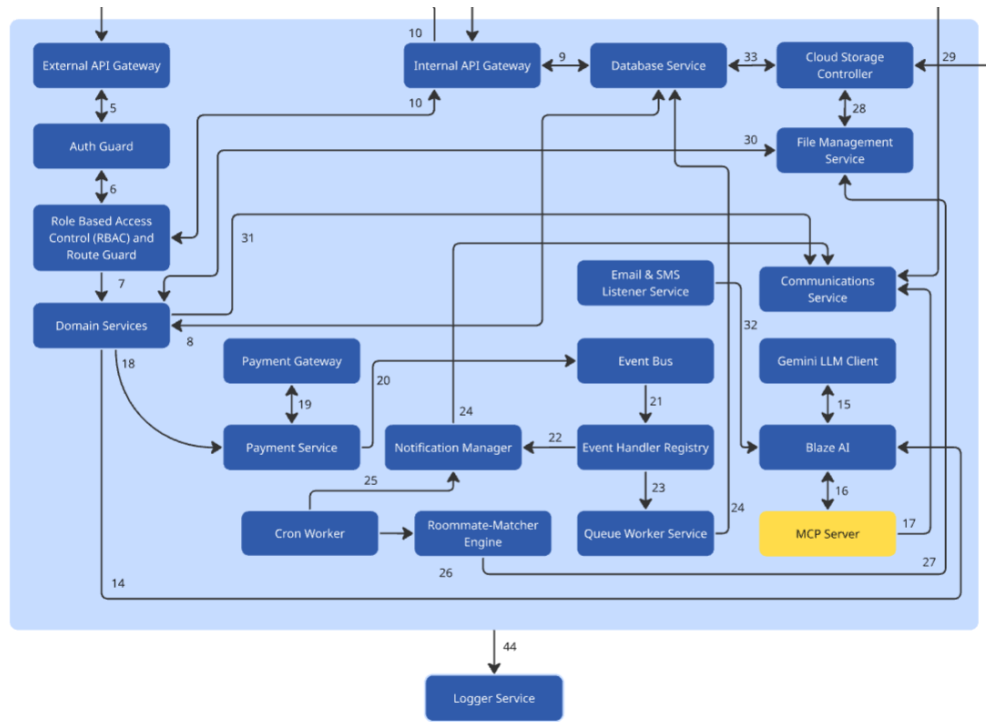 10
External API Gateway
Internal API Gateway
9
Database Service
33
Cloud Storage
Controller
29
5
10
28
Auth Guard
30
File Management
Service
6
Role Based Access
Control (RBAC) and
Route Guard
31
7
Email & SMS
Listener Service
Communications
Service
Domain Services
8
32
18
Payment Gateway
20
Event Bus
Gemini LLM Client
19
21
15
24
Payment Service
Notification Manager
22
Event Handler Registry
Blaze AI
25
23
16
24
Cron Worker
Roommate-Matcher
Engine
Queue Worker Service
MCP Server
17
26
27
14
44
Logger Service